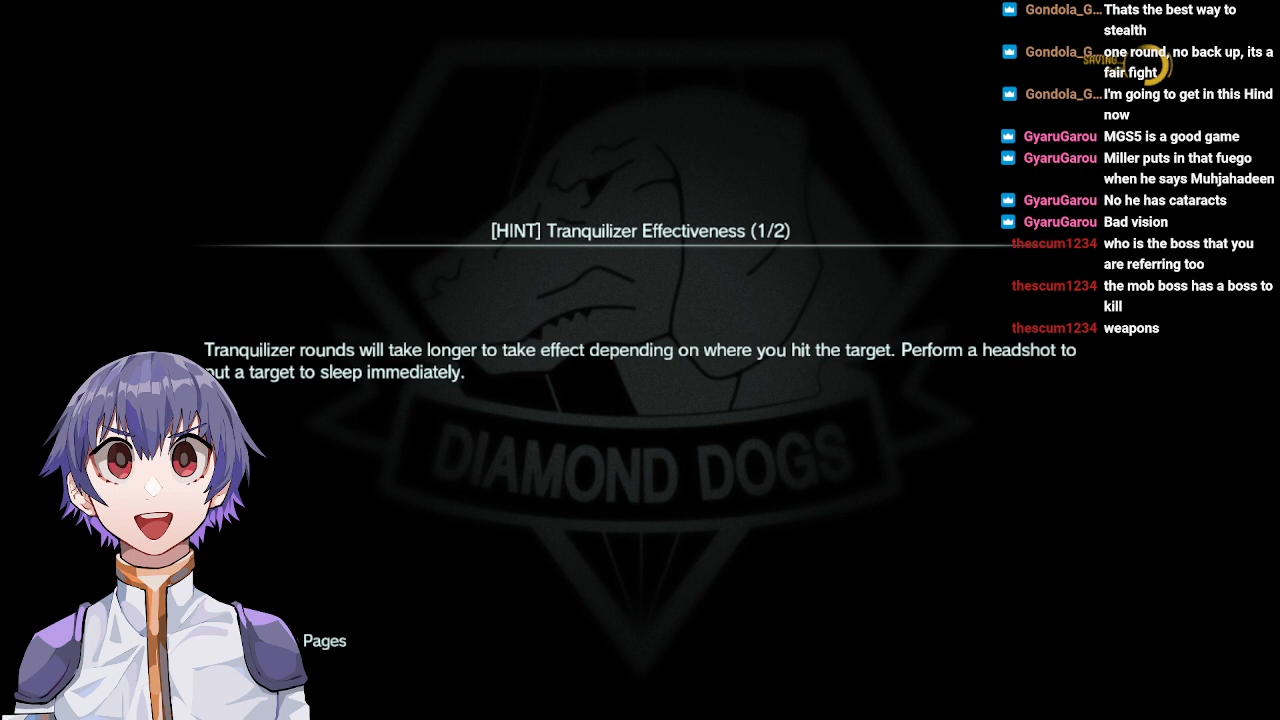 Gondola_G... Thats the best way to
stealth
Gondola_G... one round, no back up, its a
fair fight
SAVING...
Gondola_G... I'm going to get in this Hind
now
GyaruGarou MGS5 is a good game
GyaruGarou Miller puts in that fuego
when he says Muhjahadeen
GyaruGarou No he has cataracts
GyaruGarou Bad vision
thescum1234 who is the boss that you
are referring too
thescum1234 the mob boss has a boss to
kill
thescum1234 weapons
[HINT] Tranquilizer Effectiveness (1/2)
Tranquilizer rounds will take longer to take effect depending on where you hit the target. Perform a headshot to
put a target to sleep immediately.
DIAMOND DOGS
Pages